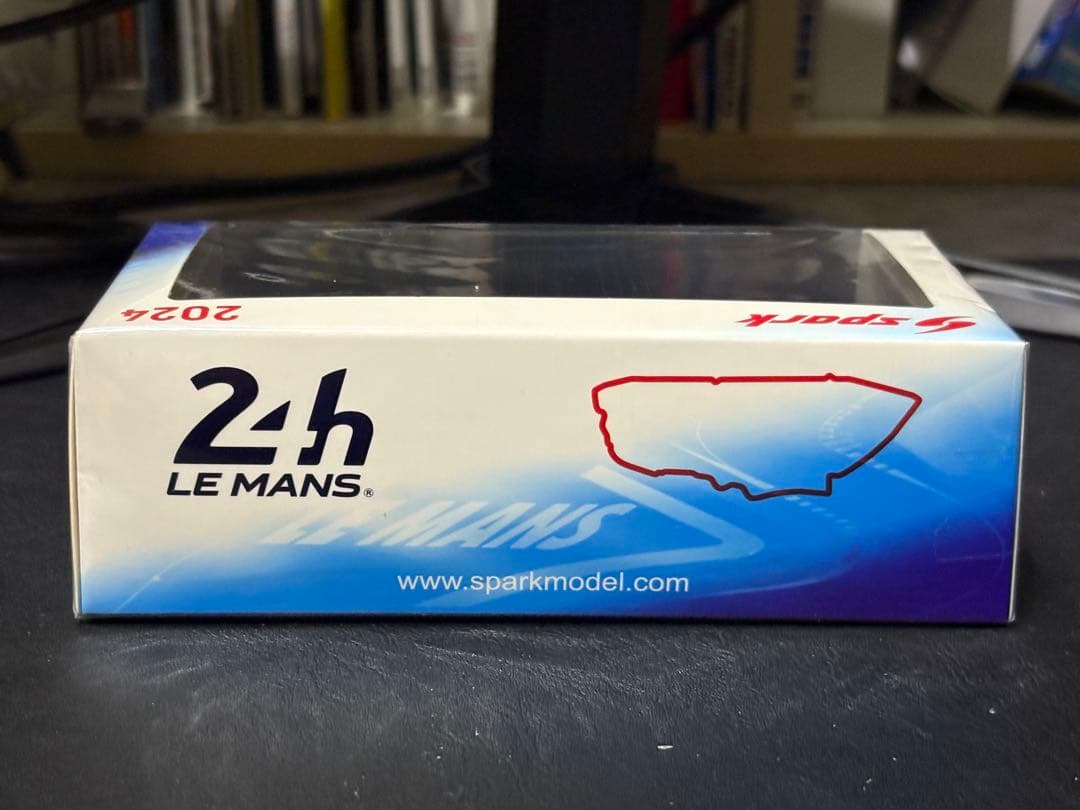 2024
spark
24h
LE MANS®
LE MANS
www.sparkmodel.com